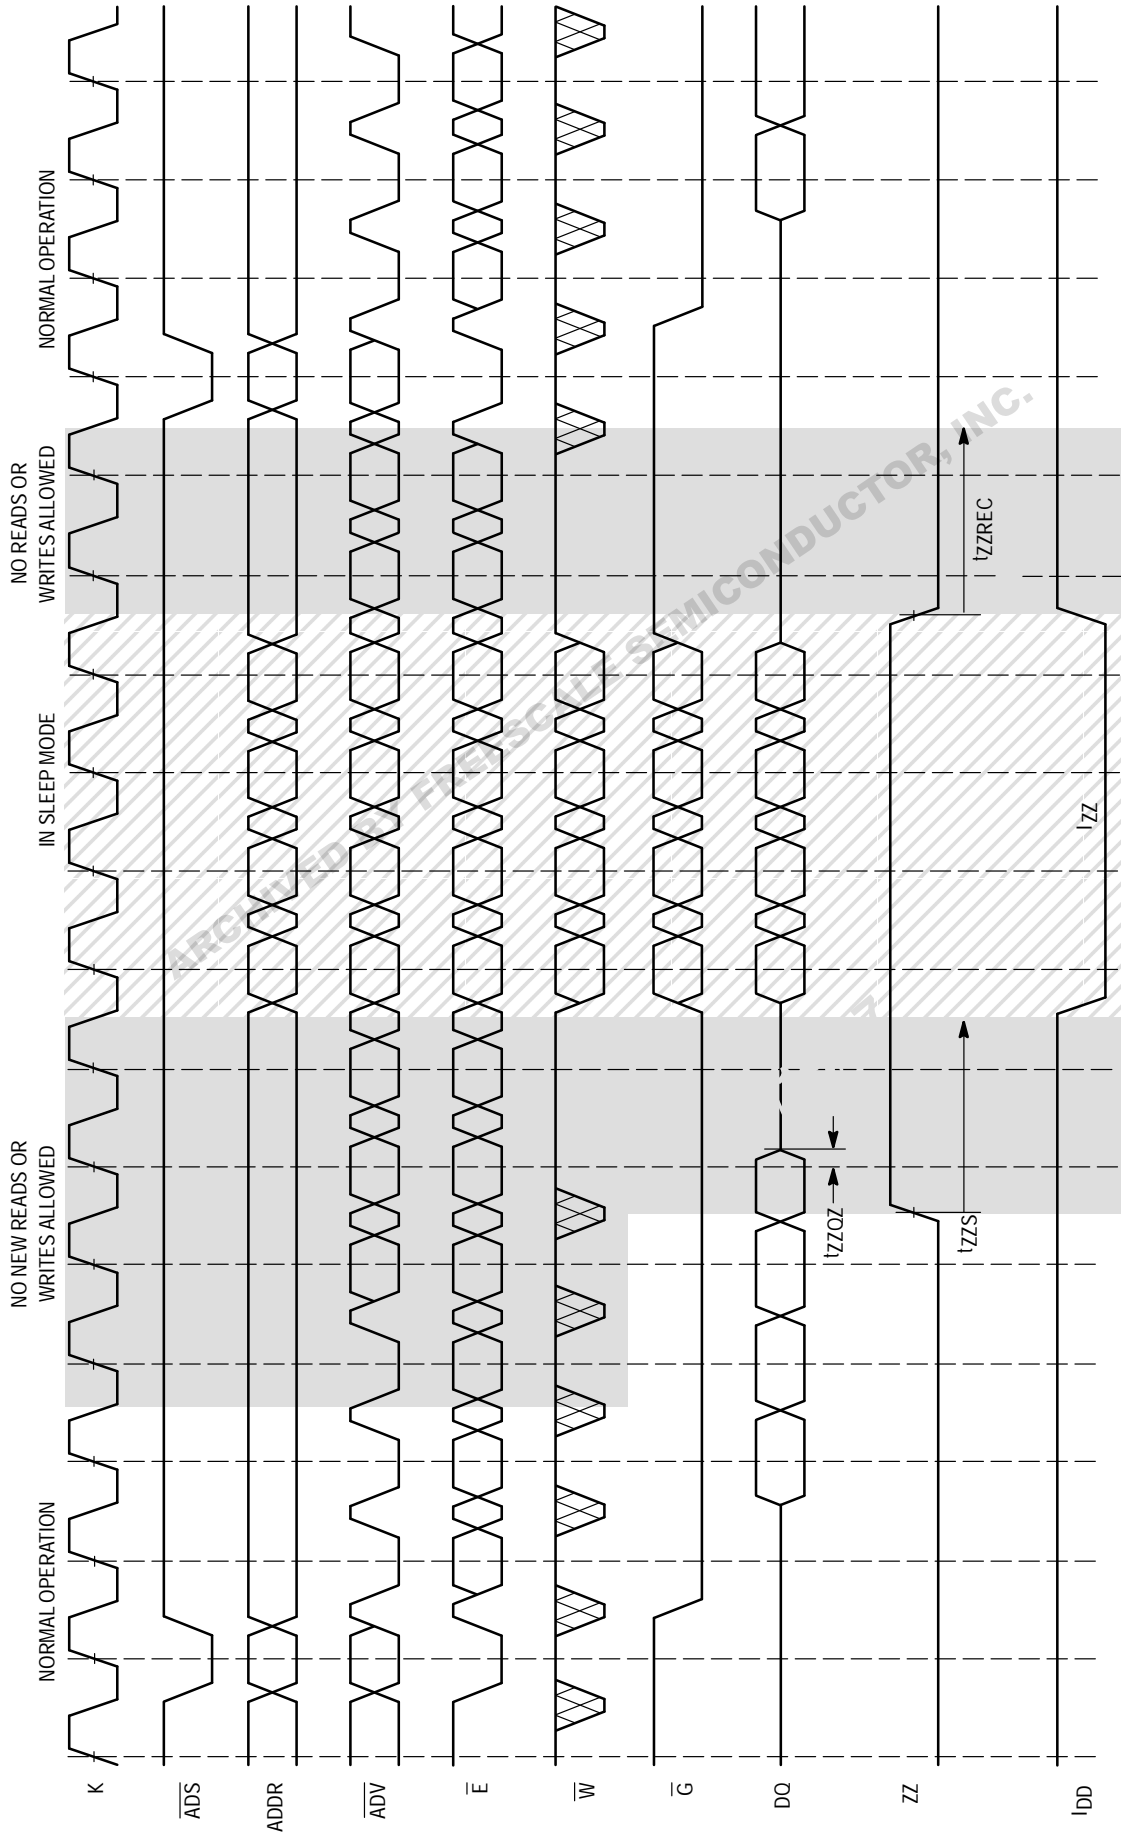 NORMAL OPERATION
NO NEW READS OR
WRITES ALLOWED
IN SLEEP MODE
NO READS OR
WRITES ALLOWED
NORMAL OPERATION
K
ADS
ADDR
ADV
E
W
G
DQ
tZZQZ
ZZ
tZZS
tZZREC
IDD
IZZ
ARCHIVED BY FREESCALE SEMICONDUCTOR, INC.